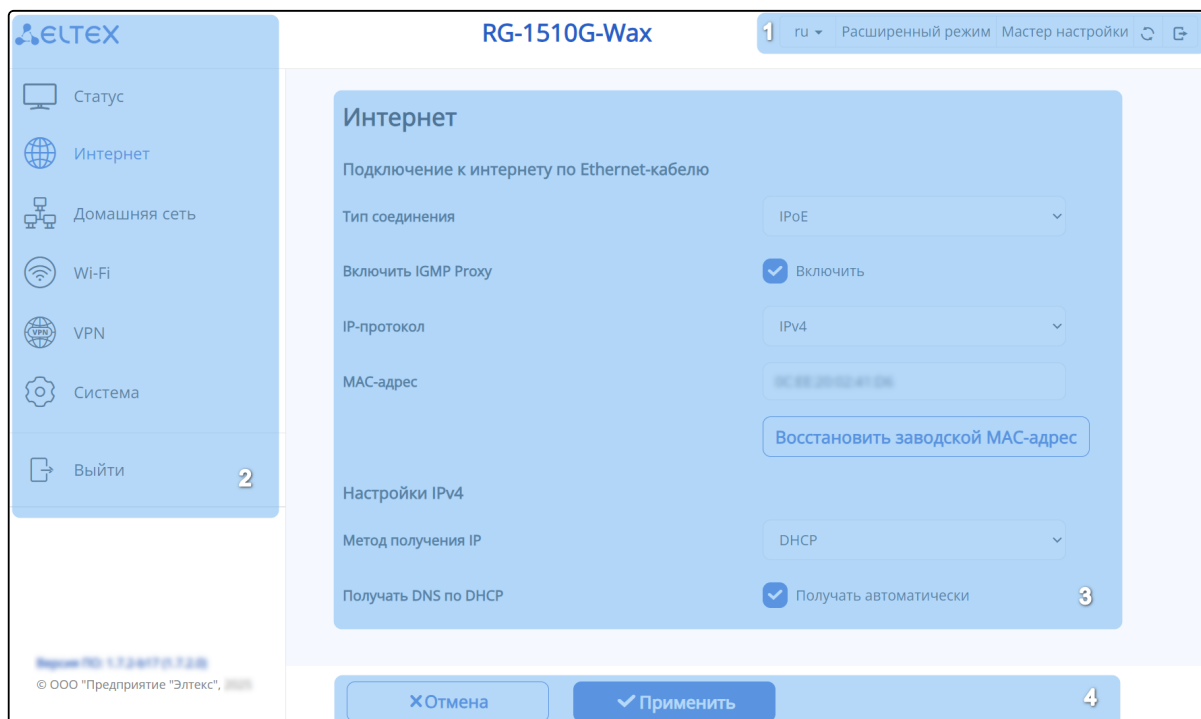 ELTEX
RG-1510G-Wax
1 ru Расширенный режим Мастер настройки
Статус
Интернет
Домашняя сеть
Wi-Fi
VPN
VPN
Система
Выйти
2
Интернет
Подключение к интернету по Ethernet-кабелю
Тип соединения IPoE
Включить IGMP Proxy Включить
IP-протокол IPv4
MAC-адрес
Восстановить заводской MAC-адрес
Настройки IPv4
Метод получения IP DHCP
Получать DNS по DHCP Получать автоматически
3
© ООО "Предприятие "Элтекс",
Отмена Применить
4